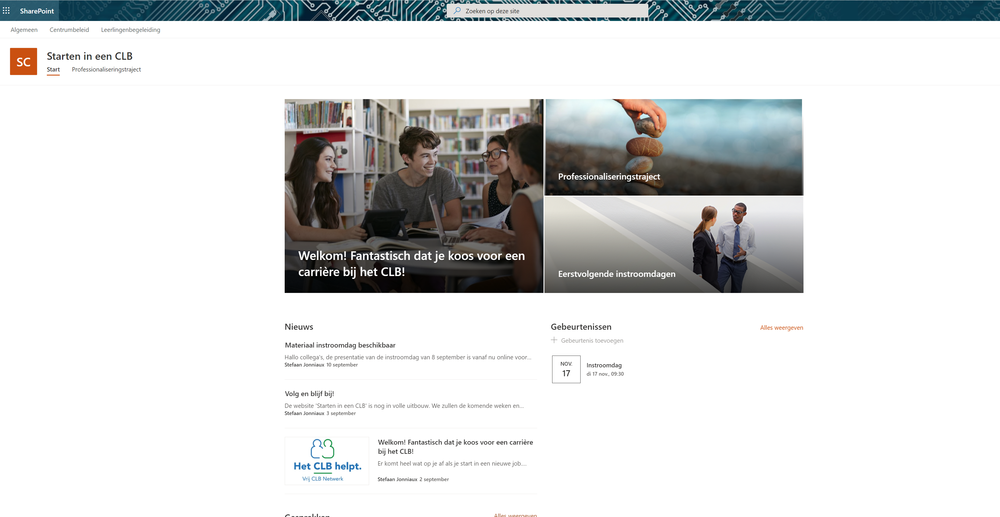 SharePoint
Zoeken op deze site
Algemeen
Centrumbeleid
Leerlingenbegeleiding
SC
Starten in een CLB
Start
Professionaliseringstraject
Welkom! Fantastisch dat je koos voor een
carrière bij het CLB!
Professionaliseringstraject
Eerstvolgende instroomdagen
Nieuws
Materiaal instroomdag beschikbaar
Hallo collega's, de presentatie van de instroomdag van 8 september is vanaf nu online voor...
Stefaan Jonniaux 10 september
Volg en blijf bij!
De website 'Starten in een CLB' is nog in volle uitbouw. We zullen de komende weken en...
Stefaan Jonniaux 3 september
Het CLB helpt.
Vrij CLB Netwerk
Welkom! Fantastisch dat je koos voor een carrière
bij het CLB!
Er komt heel wat op je af als je start in een nieuwe job....
Stefaan Jonniaux 2 september
Gebeurtenissen
Alles weergeven
Gebeurtenis toevoegen
NOV.
17
Instroomdag
di 17 nov., 09:30
Gesprekken
Alles weergeven